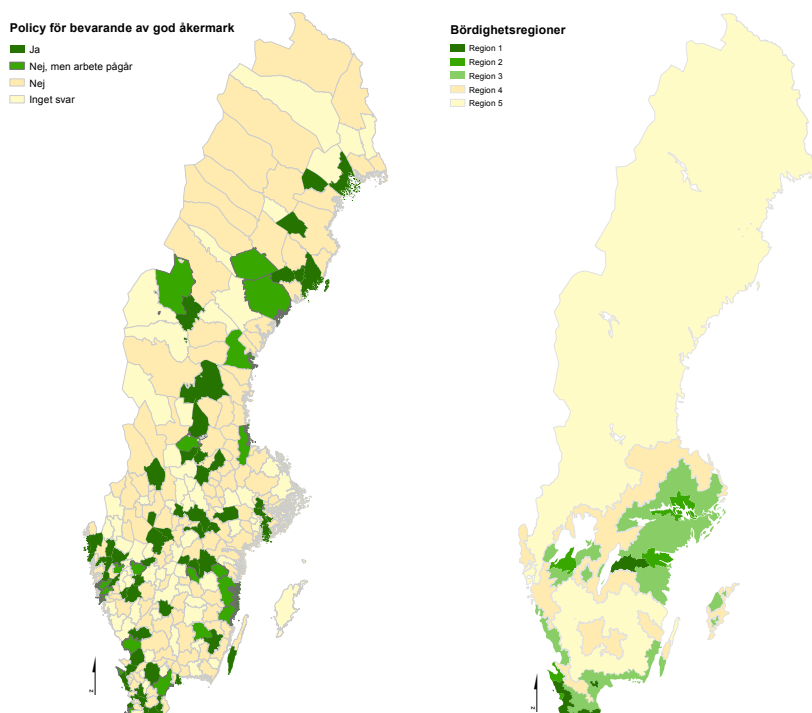 Policy för bevarande av god åkermark
Ja
Nej, men arbete pågår
Nej
Inget svar
Bördighetsregioner
Region 1
Region 2
Region 3
Region 4
Region 5
N
N